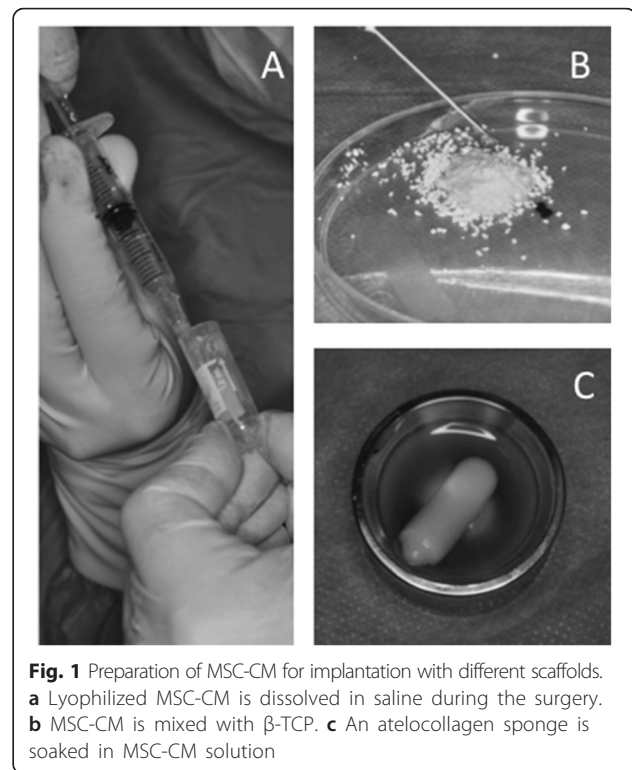 A
B
C
Fig. 1 Preparation of MSC-CM for implantation with different scaffolds.
a Lyophilized MSC-CM is dissolved in saline during the surgery.
b MSC-CM is mixed with β-TCP. c An atelocollagen sponge is
soaked in MSC-CM solution